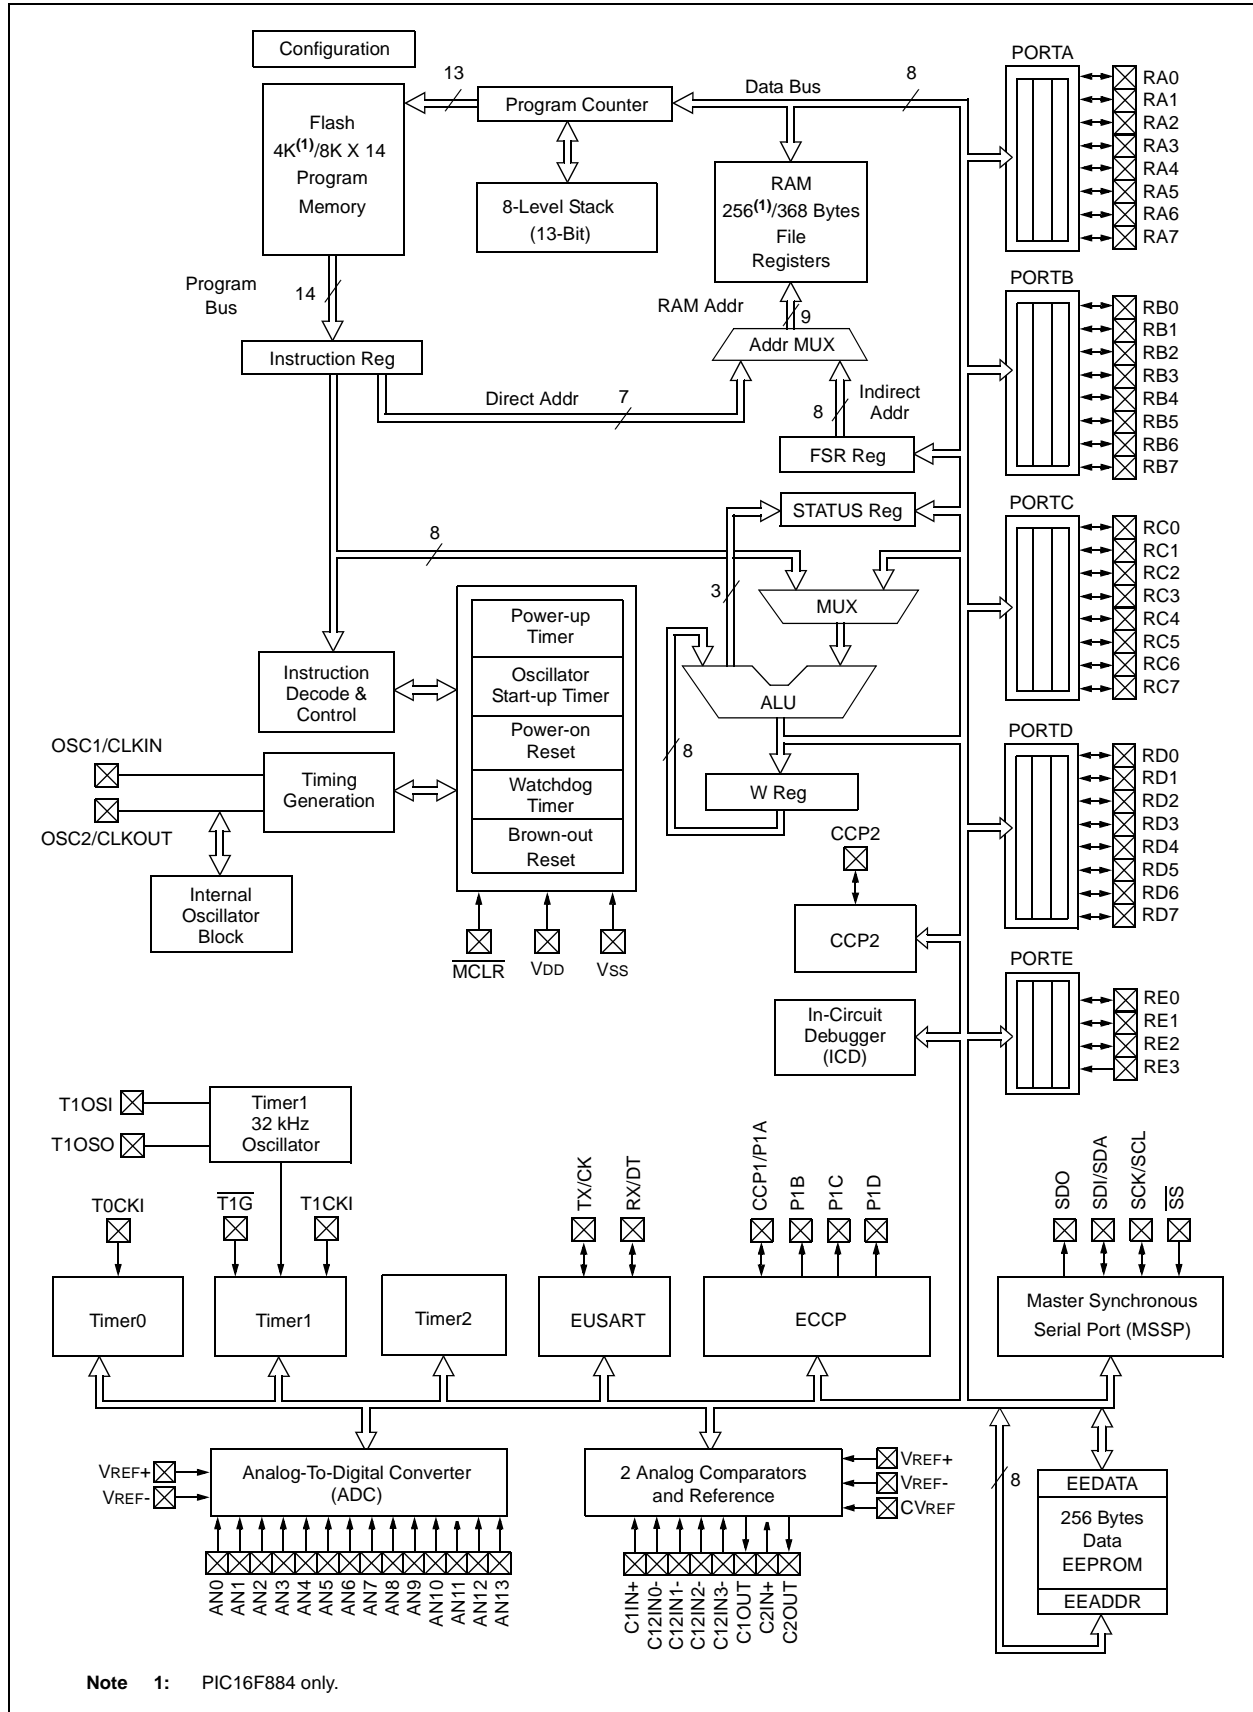 Configuration
Flash
4K(1)/8K X 14
Program
Memory
13
Program Counter
Data Bus
8
8-Level Stack
(13-Bit)
RAM
256(1)/368 Bytes
File
Registers
Program
Bus
14
RAM Addr
9
Addr MUX
Instruction Reg
Direct Addr
7
8
Indirect
Addr
FSR Reg
STATUS Reg
8
3
MUX
ALU
8
W Reg
Instruction
Decode &
Control
Power-up
Timer
Oscillator
Start-up Timer
Power-on
Reset
Watchdog
Timer
Brown-out
Reset
OSC1/CLKIN
OSC2/CLKOUT
Timing
Generation
Internal
Oscillator
Block
MCLR
VDD
VSS
CCP2
CCP2
In-Circuit
Debugger
(ICD)
PORTA
RA0
RA1
RA2
RA3
RA4
RA5
RA6
RA7
PORTB
RB0
RB1
RB2
RB3
RB4
RB5
RB6
RB7
PORTC
RC0
RC1
RC2
RC3
RC4
RC5
RC6
RC7
PORTD
RD0
RD1
RD2
RD3
RD4
RD5
RD6
RD7
PORTE
RE0
RE1
RE2
RE3
T1OSI
T1OSO
Timer1
32 kHz
Oscillator
T0CKI
T1G
T1CKI
TX/CK
RX/DT
CCP1/P1A
P1B
P1C
P1D
SDO
SDI/SDA
SCK/SCL
SS
Timer0
Timer1
Timer2
EUSART
ECCP
Master Synchronous
Serial Port (MSSP)
VREF+
VREF-
Analog-To-Digital Converter
(ADC)
AN0
AN1
AN2
AN3
AN4
AN5
AN6
AN7
AN8
AN9
AN10
AN11
AN12
AN13
2 Analog Comparators
and Reference
VREF+
VREF-
CVREF
C1IN+
C12IN0-
C12IN1-
C12IN2-
C12IN3-
C1OUT
C2IN+
C2OUT
8
EEDATA
256 Bytes
Data
EEPROM
EEADDR
Note 1: PIC16F884 only.